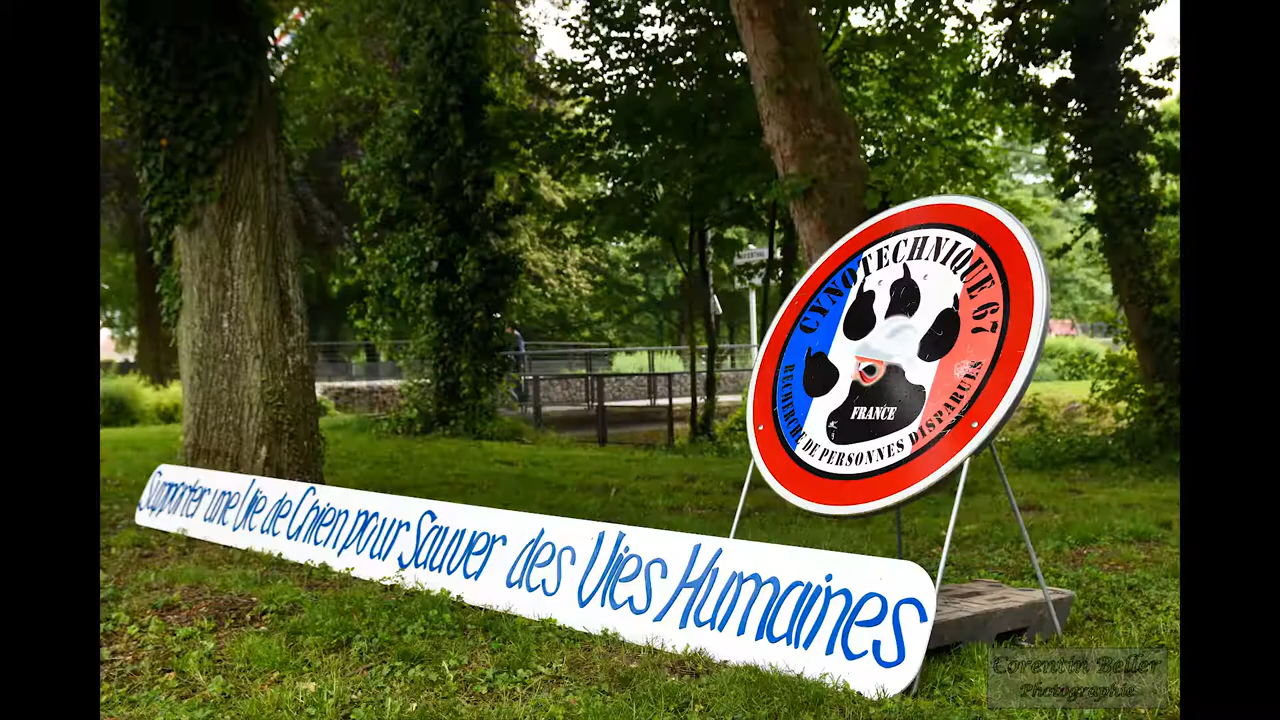 CYNOTECHNIQUE 67
FRANCE
RECHERCHE DE PERSONNES DISPARUES
Supporter une Vie de Chien pour Sauver des Vies Humaines
Corentin Beller
Photographie